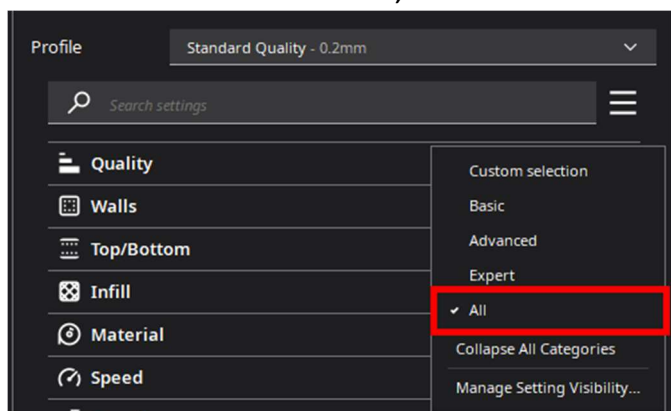 Profile
Standard Quality - 0.2mm
Search settings
Quality
Walls
Top/Bottom
Infill
Material
Speed
Custom selection
Basic
Advanced
Expert
All
Collapse All Categories
Manage Setting Visibility...